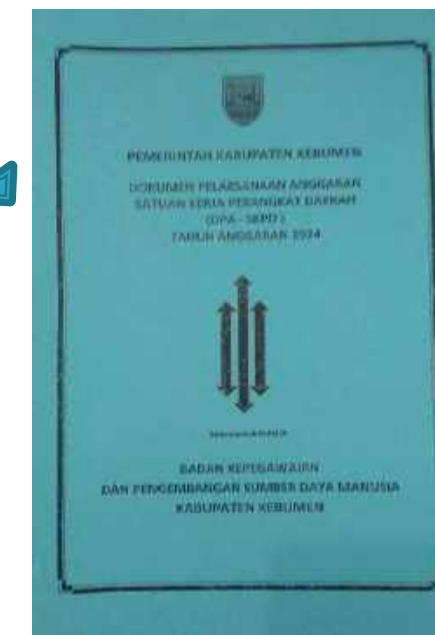 PEMERINTAH KABUPATEN KEBUMEN
DOKUMEN PELAKSANAAN ANGGARAN
SATUAN KERJA PERANGKAT DAERAH
(DPA - SKPD)
TAHUN ANGGARAN 2024
BADAN KEPEGAWAIAN
DAN PENGEMBANGAN SUMBER DAYA MANUSIA
KABUPATEN KEBUMEN